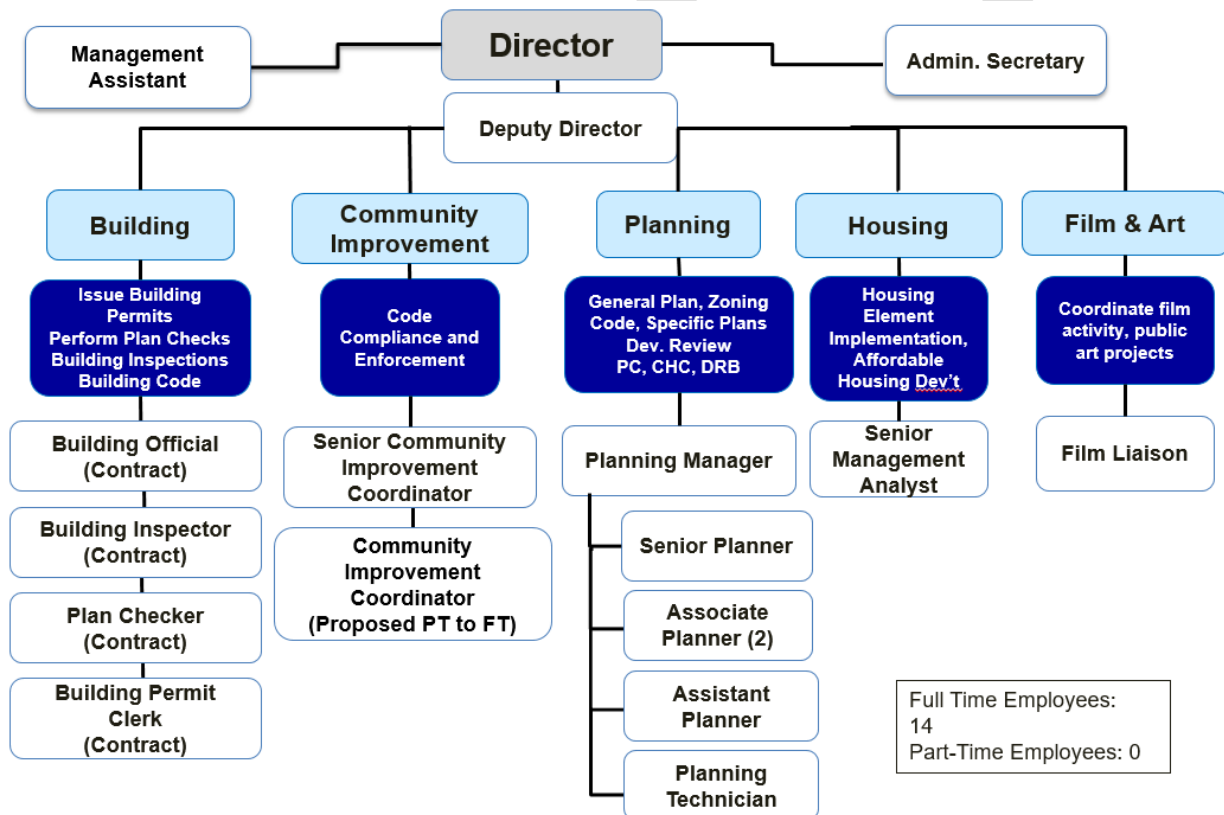 Director
Management
Assistant
Admin. Secretary
Deputy Director
Building
Community
Improvement
Planning
Housing
Film & Art
Issue Building
Permits
Perform Plan Checks
Building Inspections
Building Code
Code
Compliance and
Enforcement
General Plan, Zoning
Code, Specific Plans
Dev. Review
PC, CHC, DRB
Housing
Element
Implementation,
Affordable
Housing Dev't
Coordinate film
activity, public
art projects
Building Official
(Contract)
Senior Community
Improvement
Coordinator
Planning Manager
Senior
Management
Analyst
Film Liaison
Building Inspector
(Contract)
Community
Improvement
Coordinator
(Proposed PT to FT)
Senior Planner
Plan Checker
(Contract)
Associate
Planner (2)
Building Permit
Clerk
(Contract)
Assistant
Planner
Planning
Technician
Full Time Employees:
14
Part-Time Employees: 0